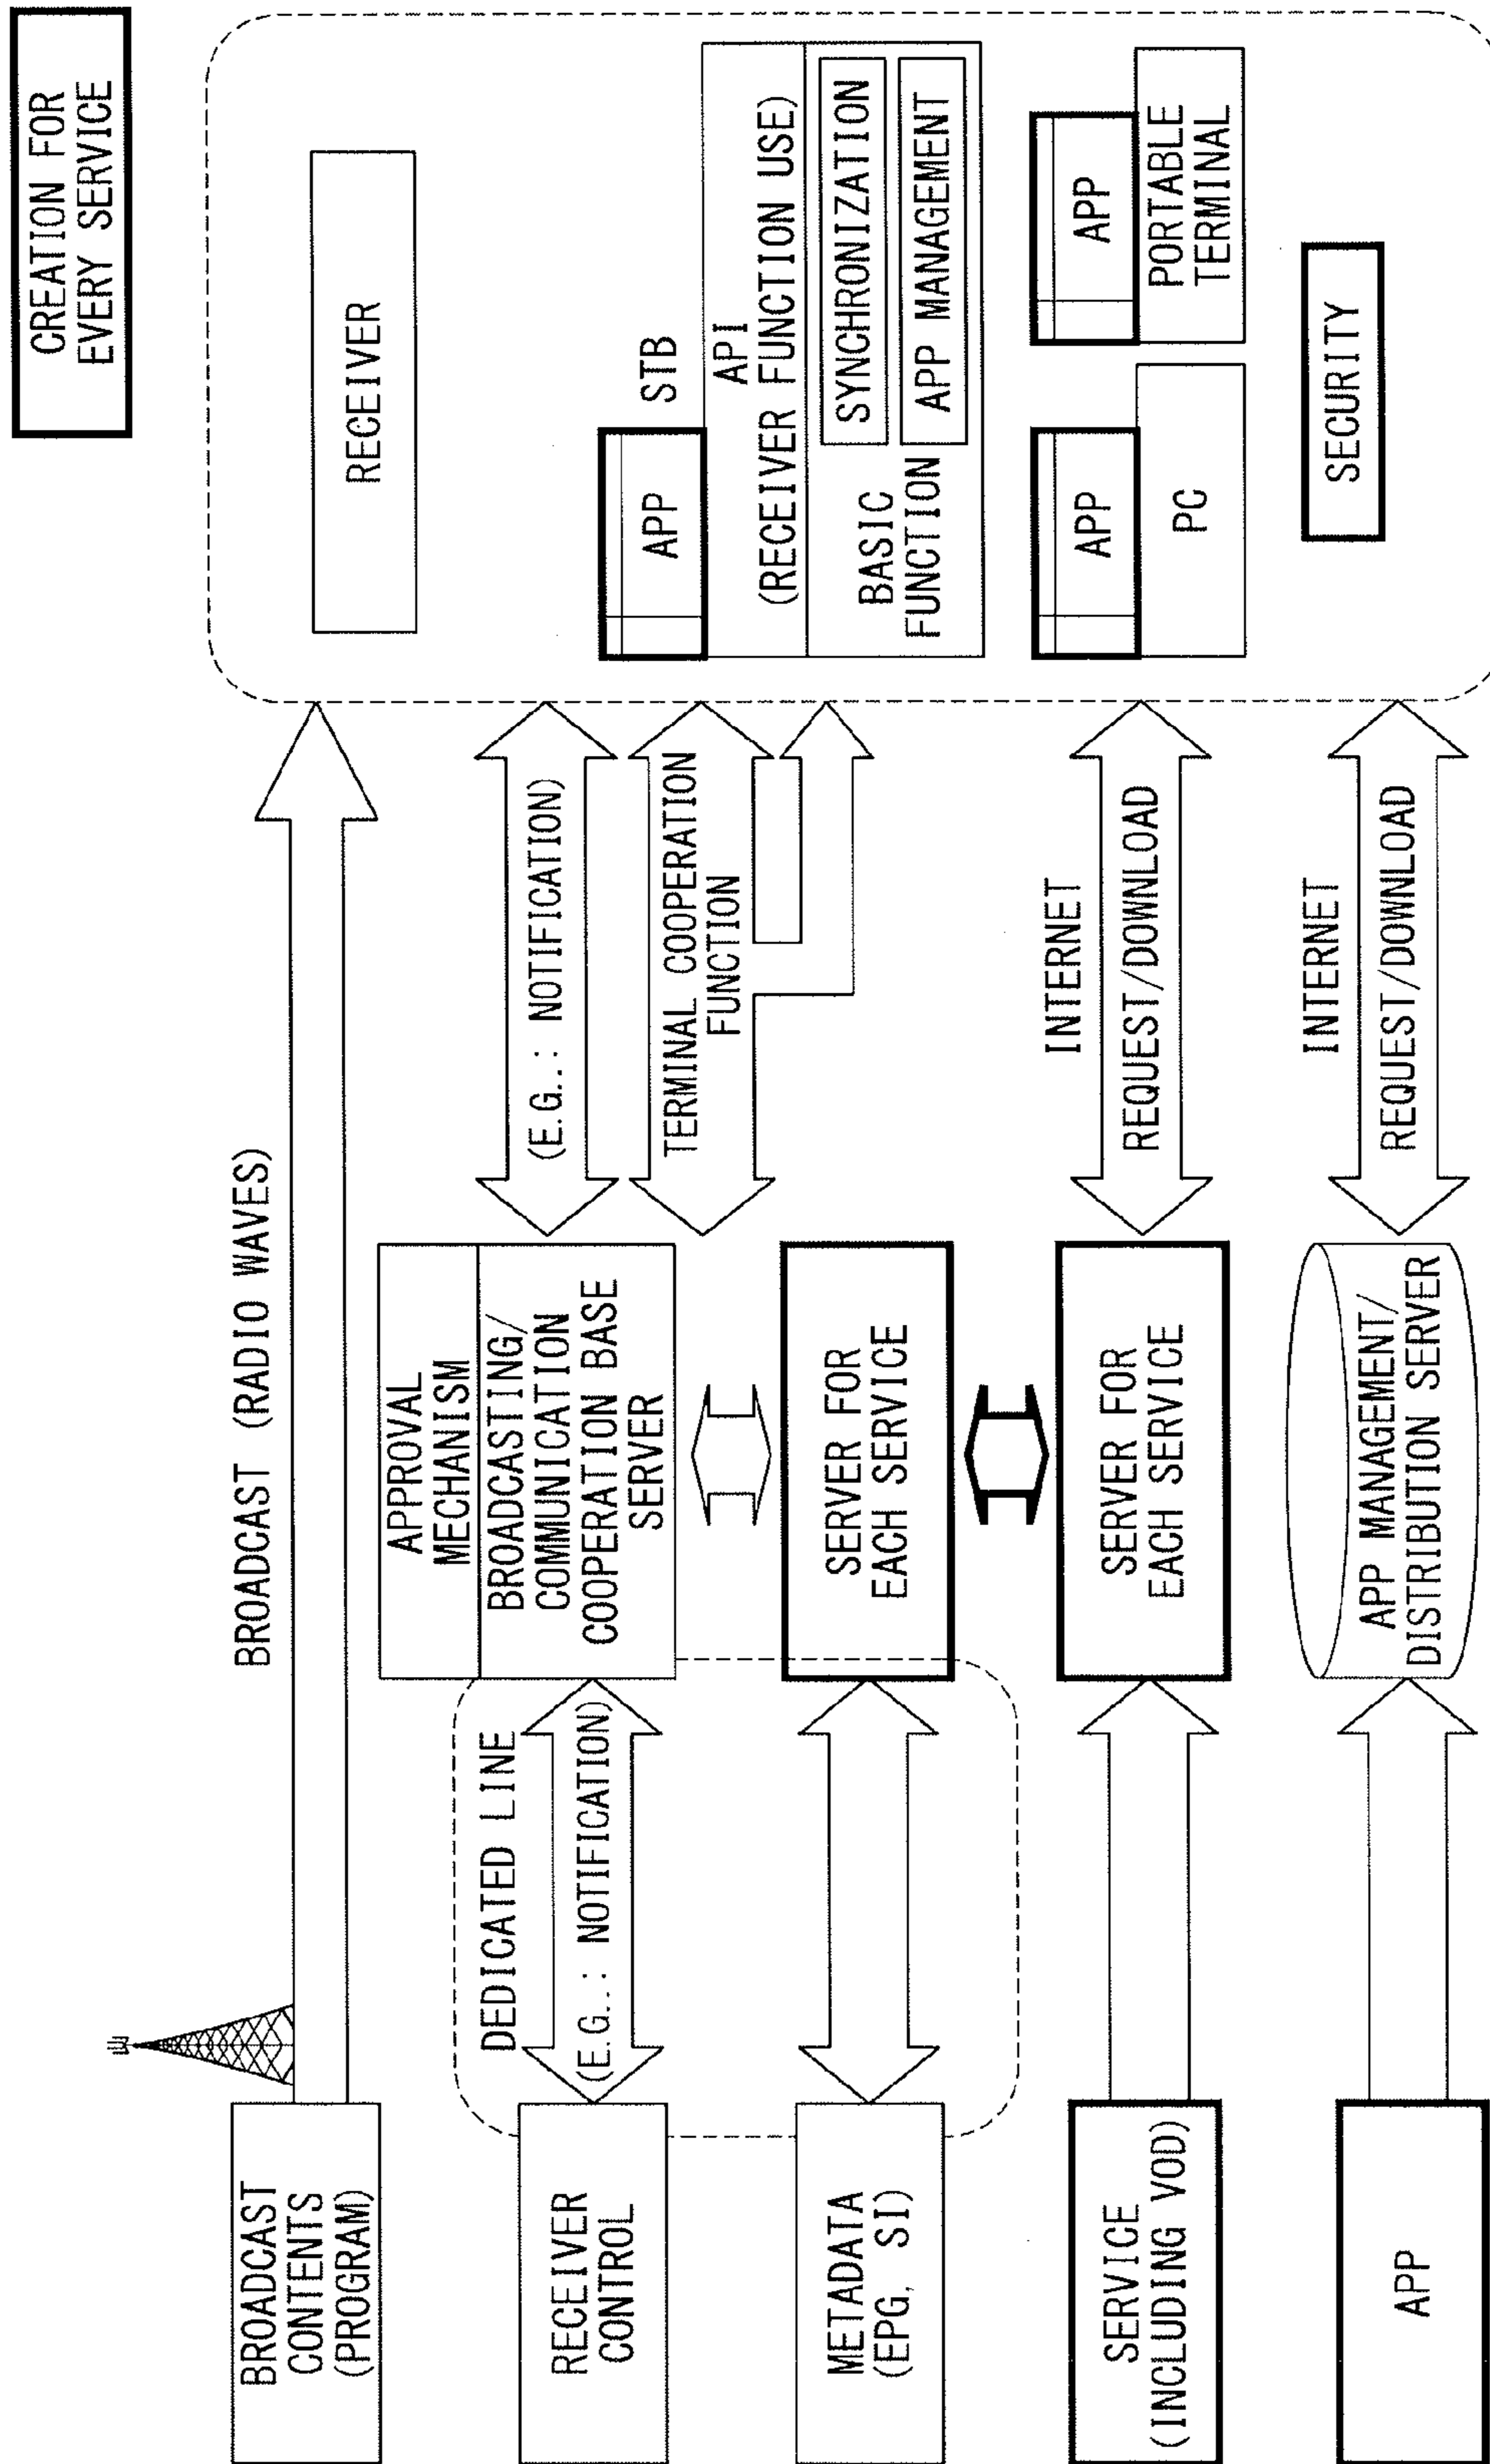 CREATION FOR
EVERY SERVICE
BROADCAST
CONTENTS
(PROGRAM)
BROADCAST (RADIO WAVES)
RECEIVER
RECEIVER
CONTROL
DEDICATED LINE
(E.G..: NOTIFICATION)
APPROVAL
MECHANISM
BROADCASTING/
COMMUNICATION
COOPERATION BASE
SERVER
(E.G..: NOTIFICATION)
TERMINAL COOPERATION
FUNCTION
APP
STB
API
(RECEIVER FUNCTION USE)
BASIC
FUNCTION
SYNCHRONIZATION
APP MANAGEMENT
METADATA
(EPG, SI)
SERVER FOR
EACH SERVICE
SERVICE
(INCLUDING VOD)
SERVER FOR
EACH SERVICE
INTERNET
REQUEST/DOWNLOAD
APP
PC
APP
PORTABLE
TERMINAL
APP
APP MANAGEMENT/
DISTRIBUTION SERVER
INTERNET
REQUEST/DOWNLOAD
SECURITY